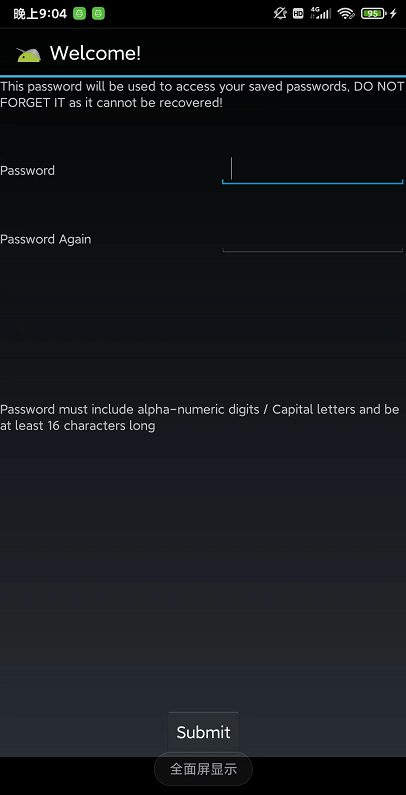 晚上9:04
HD
4G
95
Welcome!
This password will be used to access your saved passwords, DO NOT
FORGET IT as it cannot be recovered!
Password
Password Again
Password must include alpha-numeric digits / Capital letters and be
at least 16 characters long
Submit
全面屏显示